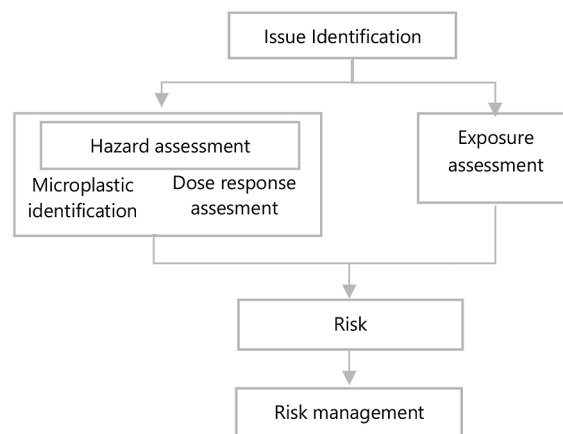 Issue Identification
Hazard assessment
Microplastic
identification
Dose response
assesment
Exposure
assessment
Risk
Risk management